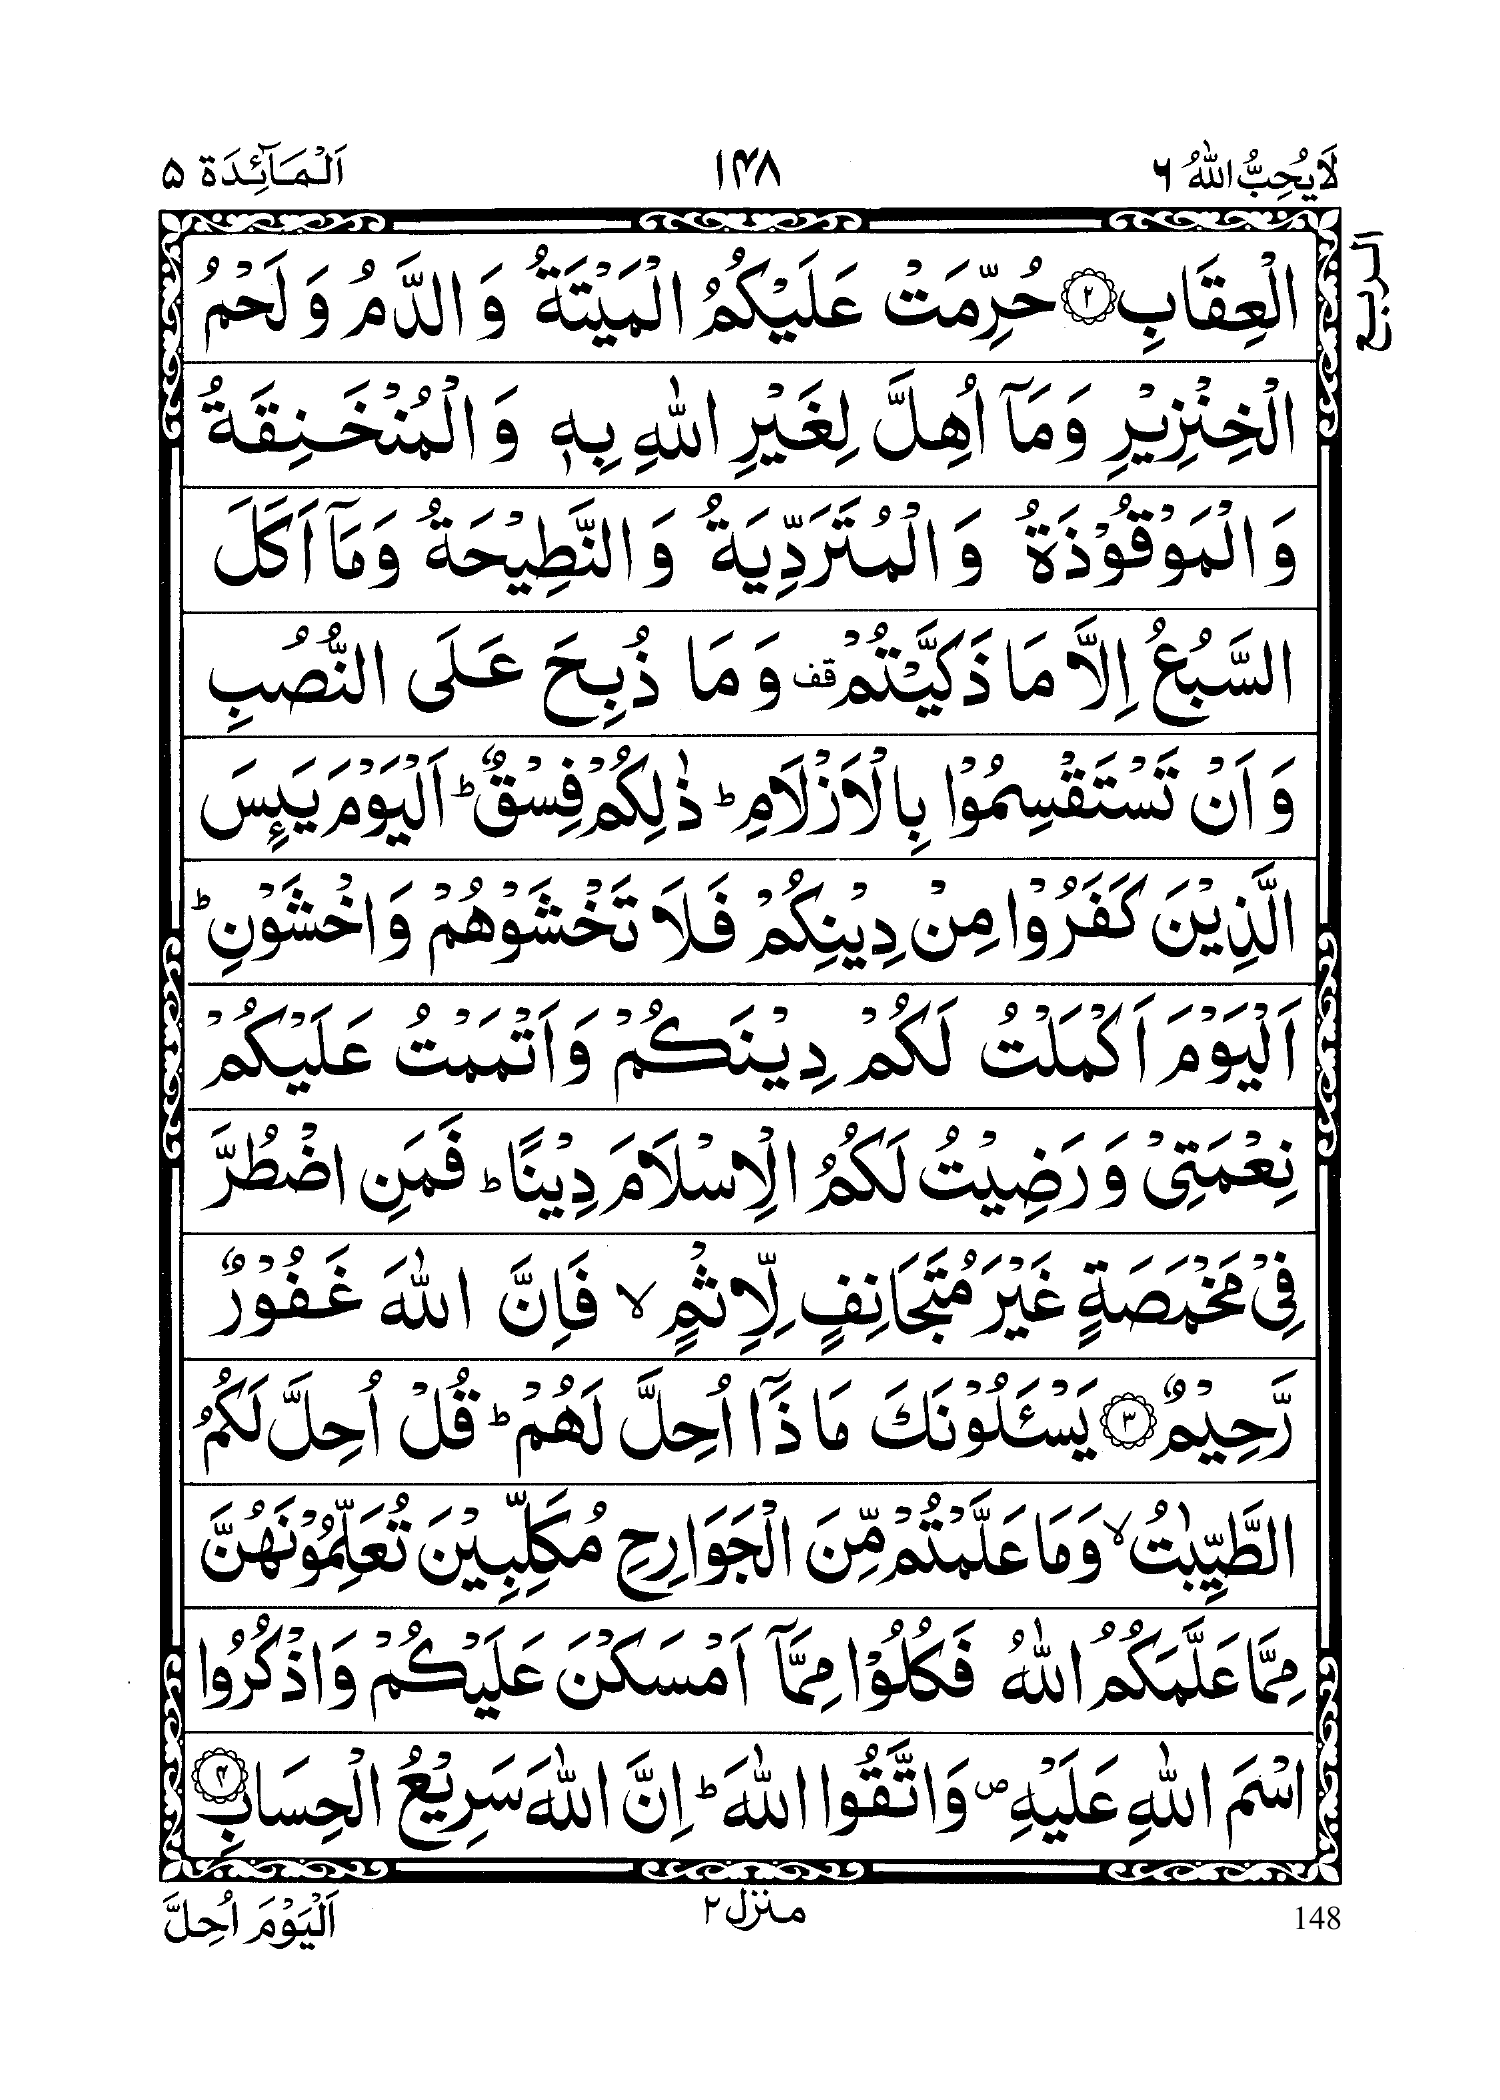 لَا يُحِبُّ اللهُ ٦
١٤٨
اَلْمَآئِدَة ٥
الربع
الْعِقَابِ ٢ حُرِّمَتْ عَلَيْكُمُ الْمَيْتَةُ وَ الدَّمُ وَ لَحْمُ
الْخِنْزِيْرِ وَمَاۤ اُهِلَّ لِغَيْرِ اللّٰهِ بِهٖ وَ الْمُنْخَنِقَةُ
وَ الْمَوْقُوْذَةُ وَ الْمُتَرَدِّيَةُ وَ النَّطِيْحَةُ وَمَاۤ اَكَلَ
السَّبُعُ اِلَّا مَا ذَكَّيْتُمْ قف وَ مَا ذُبِحَ عَلَى النُّصُبِ
وَ اَنْ تَسْتَقْسِمُوْا بِالْاَزْلَامِ ؕ ذٰلِكُمْ فِسْقٌ ؕ اَلْيَوْمَ يَىِٕسَ
الَّذِيْنَ كَفَرُوْا مِنْ دِيْنِكُمْ فَلَا تَخْشَوْهُمْ وَ اخْشَوْنِ ؕ
اَلْيَوْمَ اَكْمَلْتُ لَكُمْ دِيْنَكُمْ وَ اَتْمَمْتُ عَلَيْكُمْ
نِعْمَتِيْ وَ رَضِيْتُ لَكُمُ الْاِسْلَامَ دِيْنًا ؕ فَمَنِ اضْطُرَّ
فِيْ مَخْمَصَةٍ غَيْرَ مُتَجَانِفٍ لِّاِثْمٍ ۙ فَاِنَّ اللّٰهَ غَفُوْرٌ
رَّحِيْمٌ ٣ يَسْـَٔلُوْنَكَ مَا ذَاۤ اُحِلَّ لَهُمْ ؕ قُلْ اُحِلَّ لَكُمُ
الطَّيِّبٰتُ ۙ وَمَا عَلَّمْتُمْ مِّنَ الْجَوَارِحِ مُكَلِّبِيْنَ تُعَلِّمُوْنَهُنَّ
مِمَّا عَلَّمَكُمُ اللّٰهُ فَكُلُوْا مِمَّاۤ اَمْسَكْنَ عَلَيْكُمْ وَ اذْكُرُوا
اسْمَ اللّٰهِ عَلَيْهِ ۪ وَ اتَّقُوا اللّٰهَ ؕ اِنَّ اللّٰهَ سَرِيْعُ الْحِسَابِ ٤
148
منزل ٢
اَلْيَوْمَ اُحِلَّ